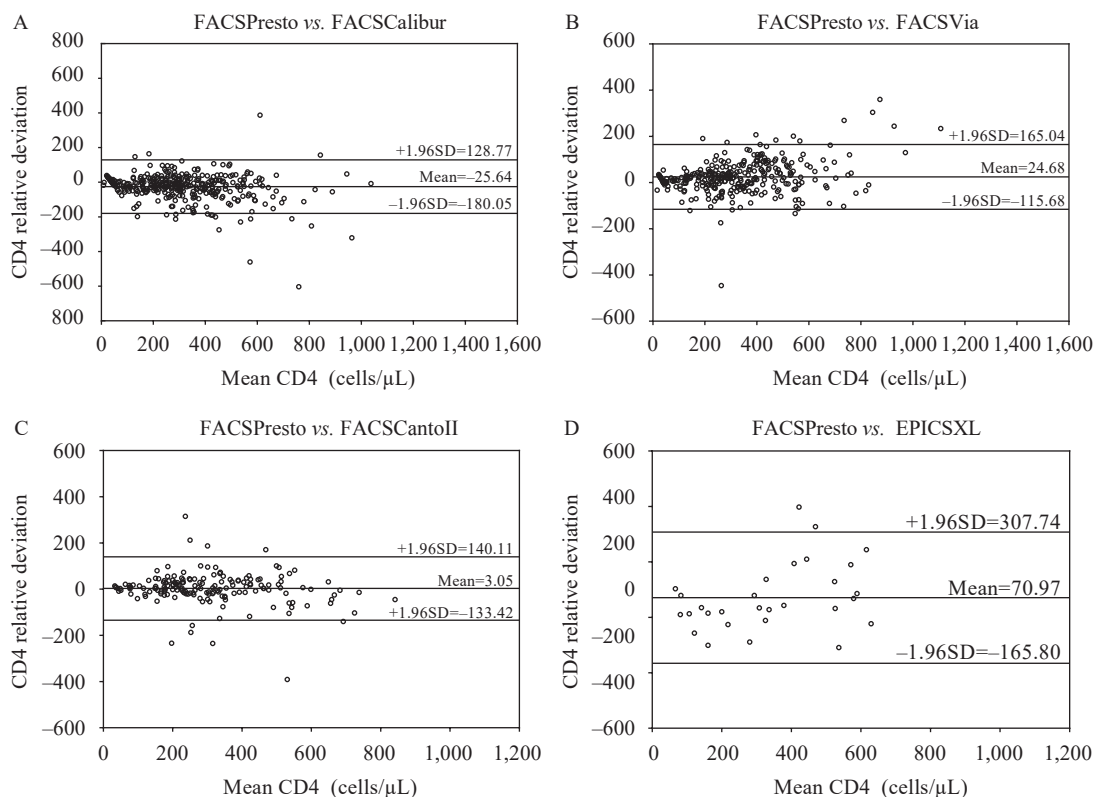 A
FACSPresto vs. FACSCalibur
800
600
400
200
0
–200
–400
–600
800
+1.96SD=128.77
Mean=–25.64
–1.96SD=–180.05
CD4 relative deviation
0 200 400 600 800 1,000 1,200 1,400 1,600
Mean CD4 (cells/µL)
B
FACSPresto vs. FACSVia
600
400
200
0
–200
–400
–600
+1.96SD=165.04
Mean=24.68
–1.96SD=–115.68
CD4 relative deviation
0 200 400 600 800 1,000 1,200 1,400 1,600
Mean CD4 (cells/µL)
C
FACSPresto vs. FACSCantoII
600
400
200
0
–200
–400
–600
+1.96SD=140.11
Mean=3.05
+1.96SD=–133.42
CD4 relative deviation
0 200 400 600 800 1,000 1,200
Mean CD4 (cells/µL)
D
FACSPresto vs. EPICSXL
600
400
200
0
–200
–400
–600
+1.96SD=307.74
Mean=70.97
–1.96SD=–165.80
CD4 relative deviation
0 200 400 600 800 1,000 1,200
Mean CD4 (cells/µL)